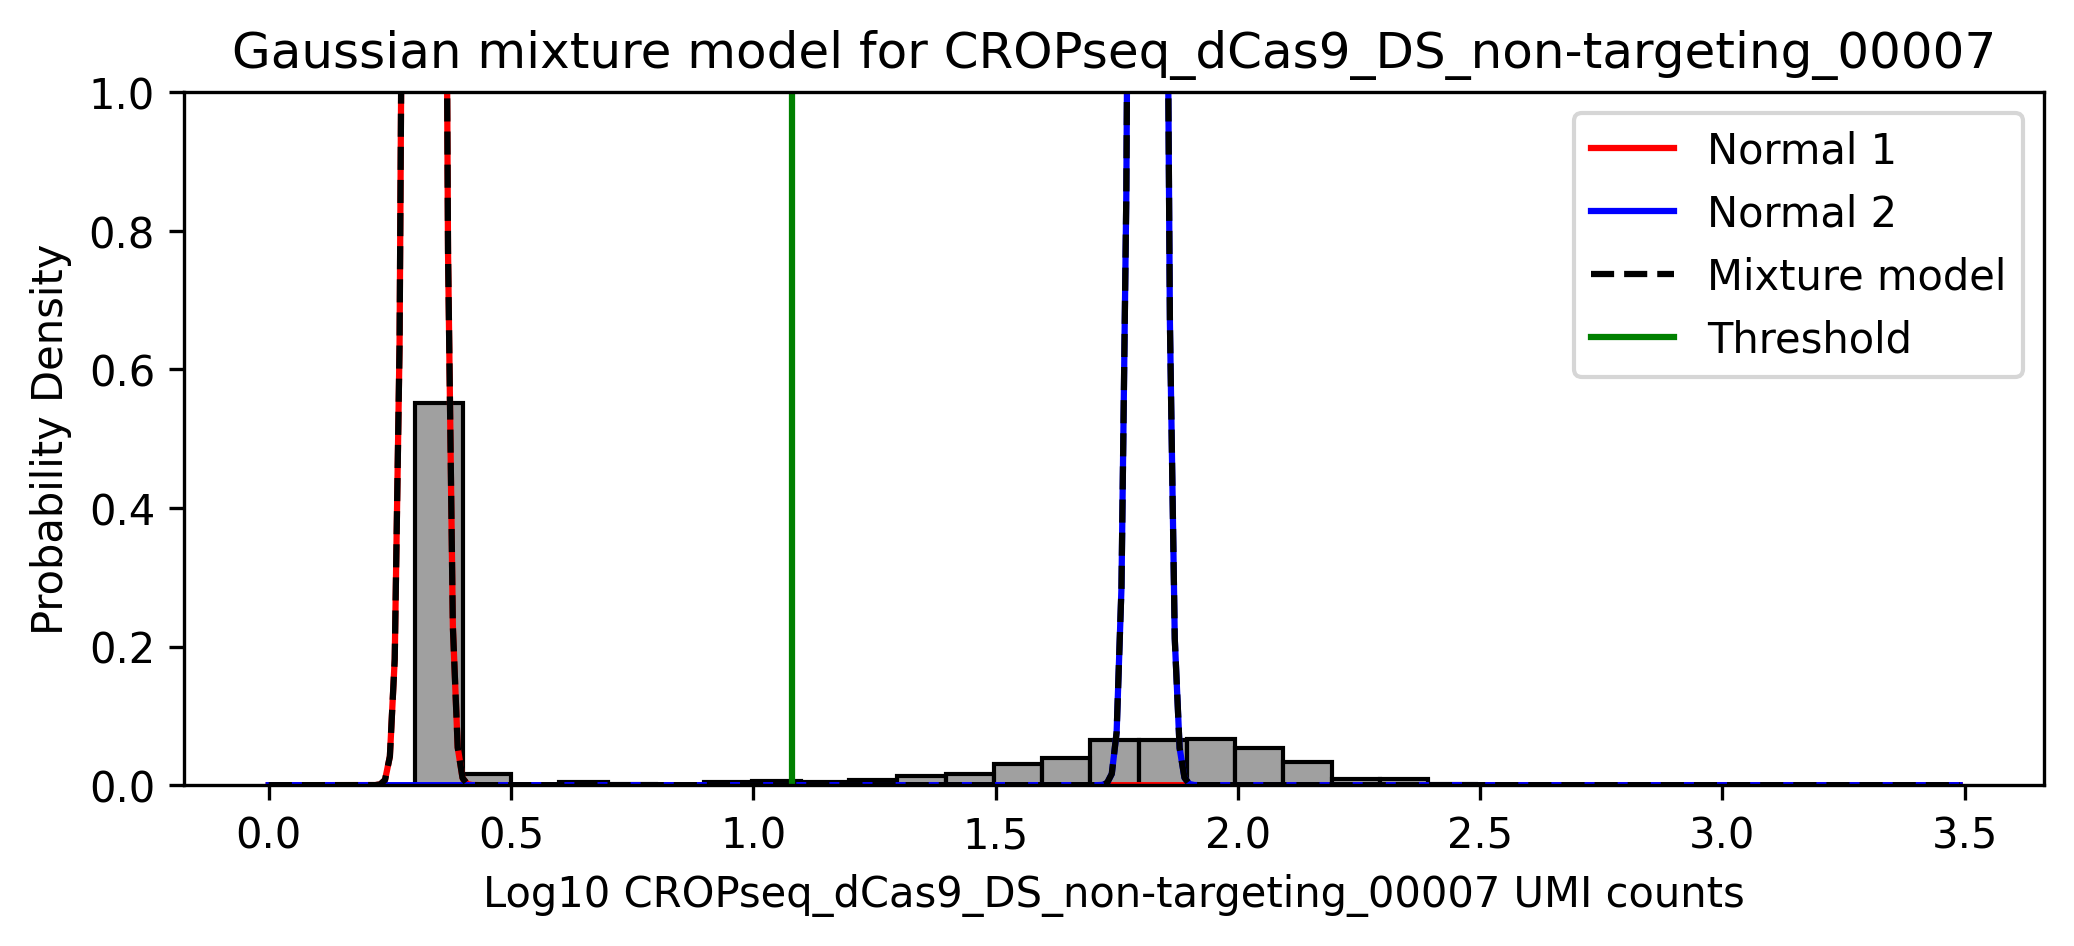 Gaussian mixture model for CROPseq_dCas9_DS_non-targeting_00007
Probability Density
1.0
0.8
0.6
0.4
0.2
0.0
Normal 1
Normal 2
Mixture model
Threshold
0.0 0.5 1.0 1.5 2.0 2.5 3.0 3.5
Log10 CROPseq_dCas9_DS_non-targeting_00007 UMI counts